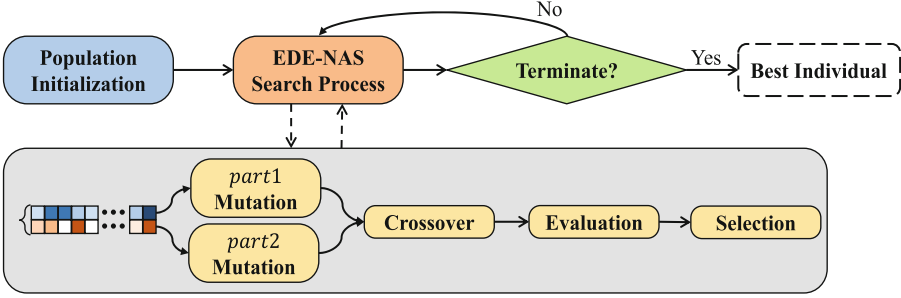 No
Population
Initialization
EDE-NAS
Search Process
Terminate?
Yes
Best Individual
part1
Mutation
part2
Mutation
Crossover
Evaluation
Selection